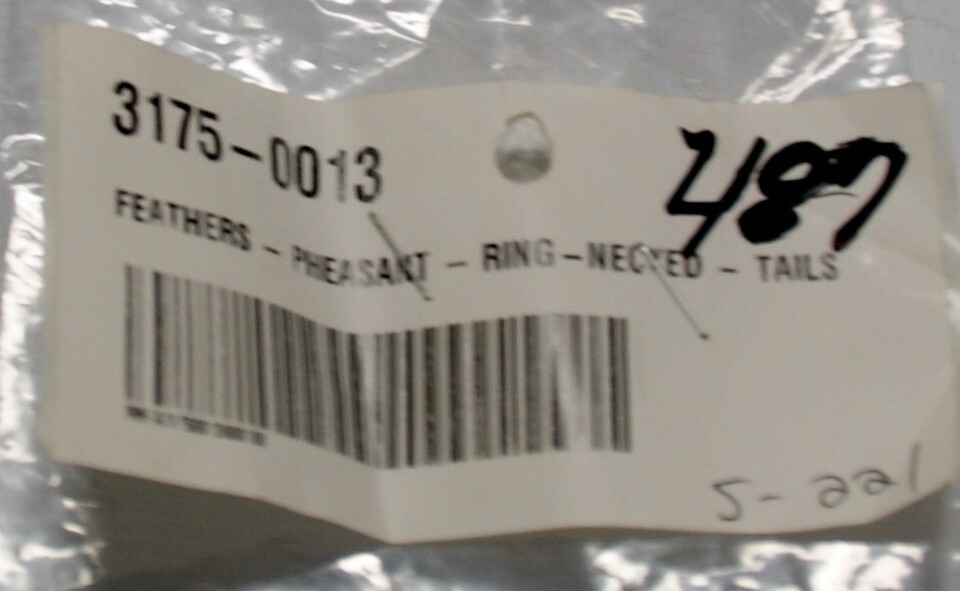 3175-0013
487
FEATHERS - PHEASANT - RING-NECKED - TAILS
5-221